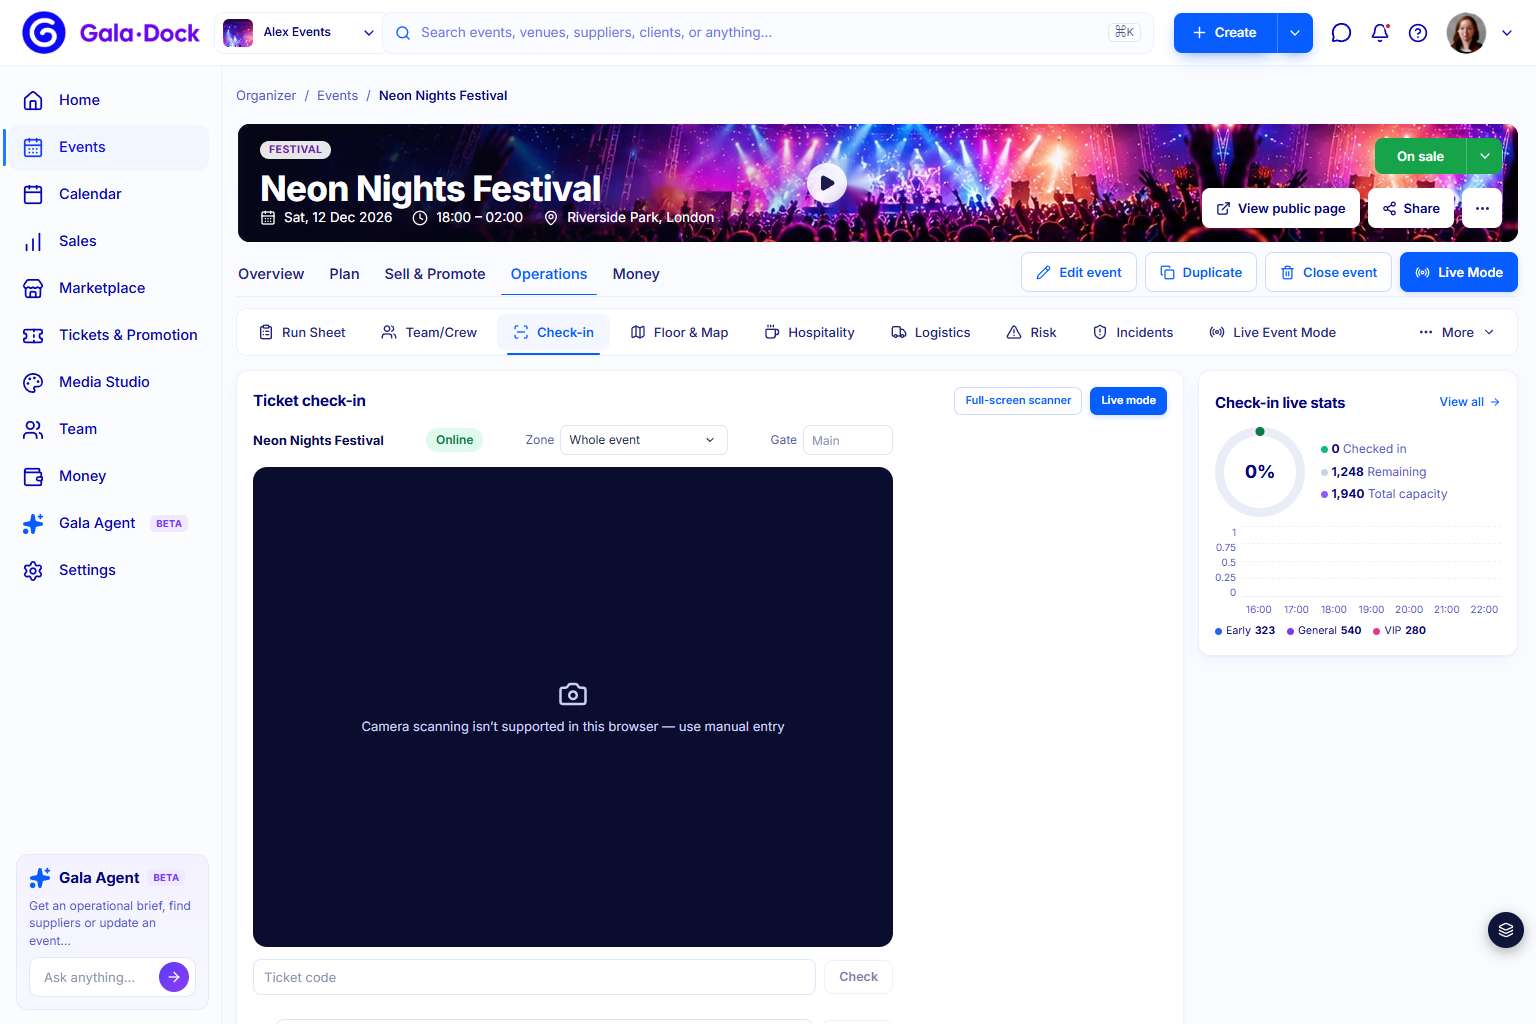 Gala·Dock
Alex Events
Search events, venues, suppliers, clients, or anything...
⌘K
Create
Home
Events
Calendar
Sales
Marketplace
Tickets & Promotion
Media Studio
Team
Money
Gala Agent BETA
Settings
Gala Agent BETA
Get an operational brief, find
suppliers or update an
event...
Ask anything...
Organizer / Events / Neon Nights Festival
FESTIVAL
Neon Nights Festival
Sat, 12 Dec 2026 18:00 – 02:00 Riverside Park, London
On sale
View public page
Share
Overview Plan Sell & Promote Operations Money
Edit event
Duplicate
Close event
Live Mode
Run Sheet Team/Crew Check-in Floor & Map Hospitality Logistics Risk Incidents Live Event Mode More
Ticket check-in
Full-screen scanner
Live mode
Neon Nights Festival Online Zone Whole event Gate Main
Camera scanning isn't supported in this browser — use manual entry
Ticket code
Check
Check-in live stats
View all
0%
0 Checked in
1,248 Remaining
1,940 Total capacity
1
0.75
0.5
0.25
0
16:00 17:00 18:00 19:00 20:00 21:00 22:00
Early 323 General 540 VIP 280